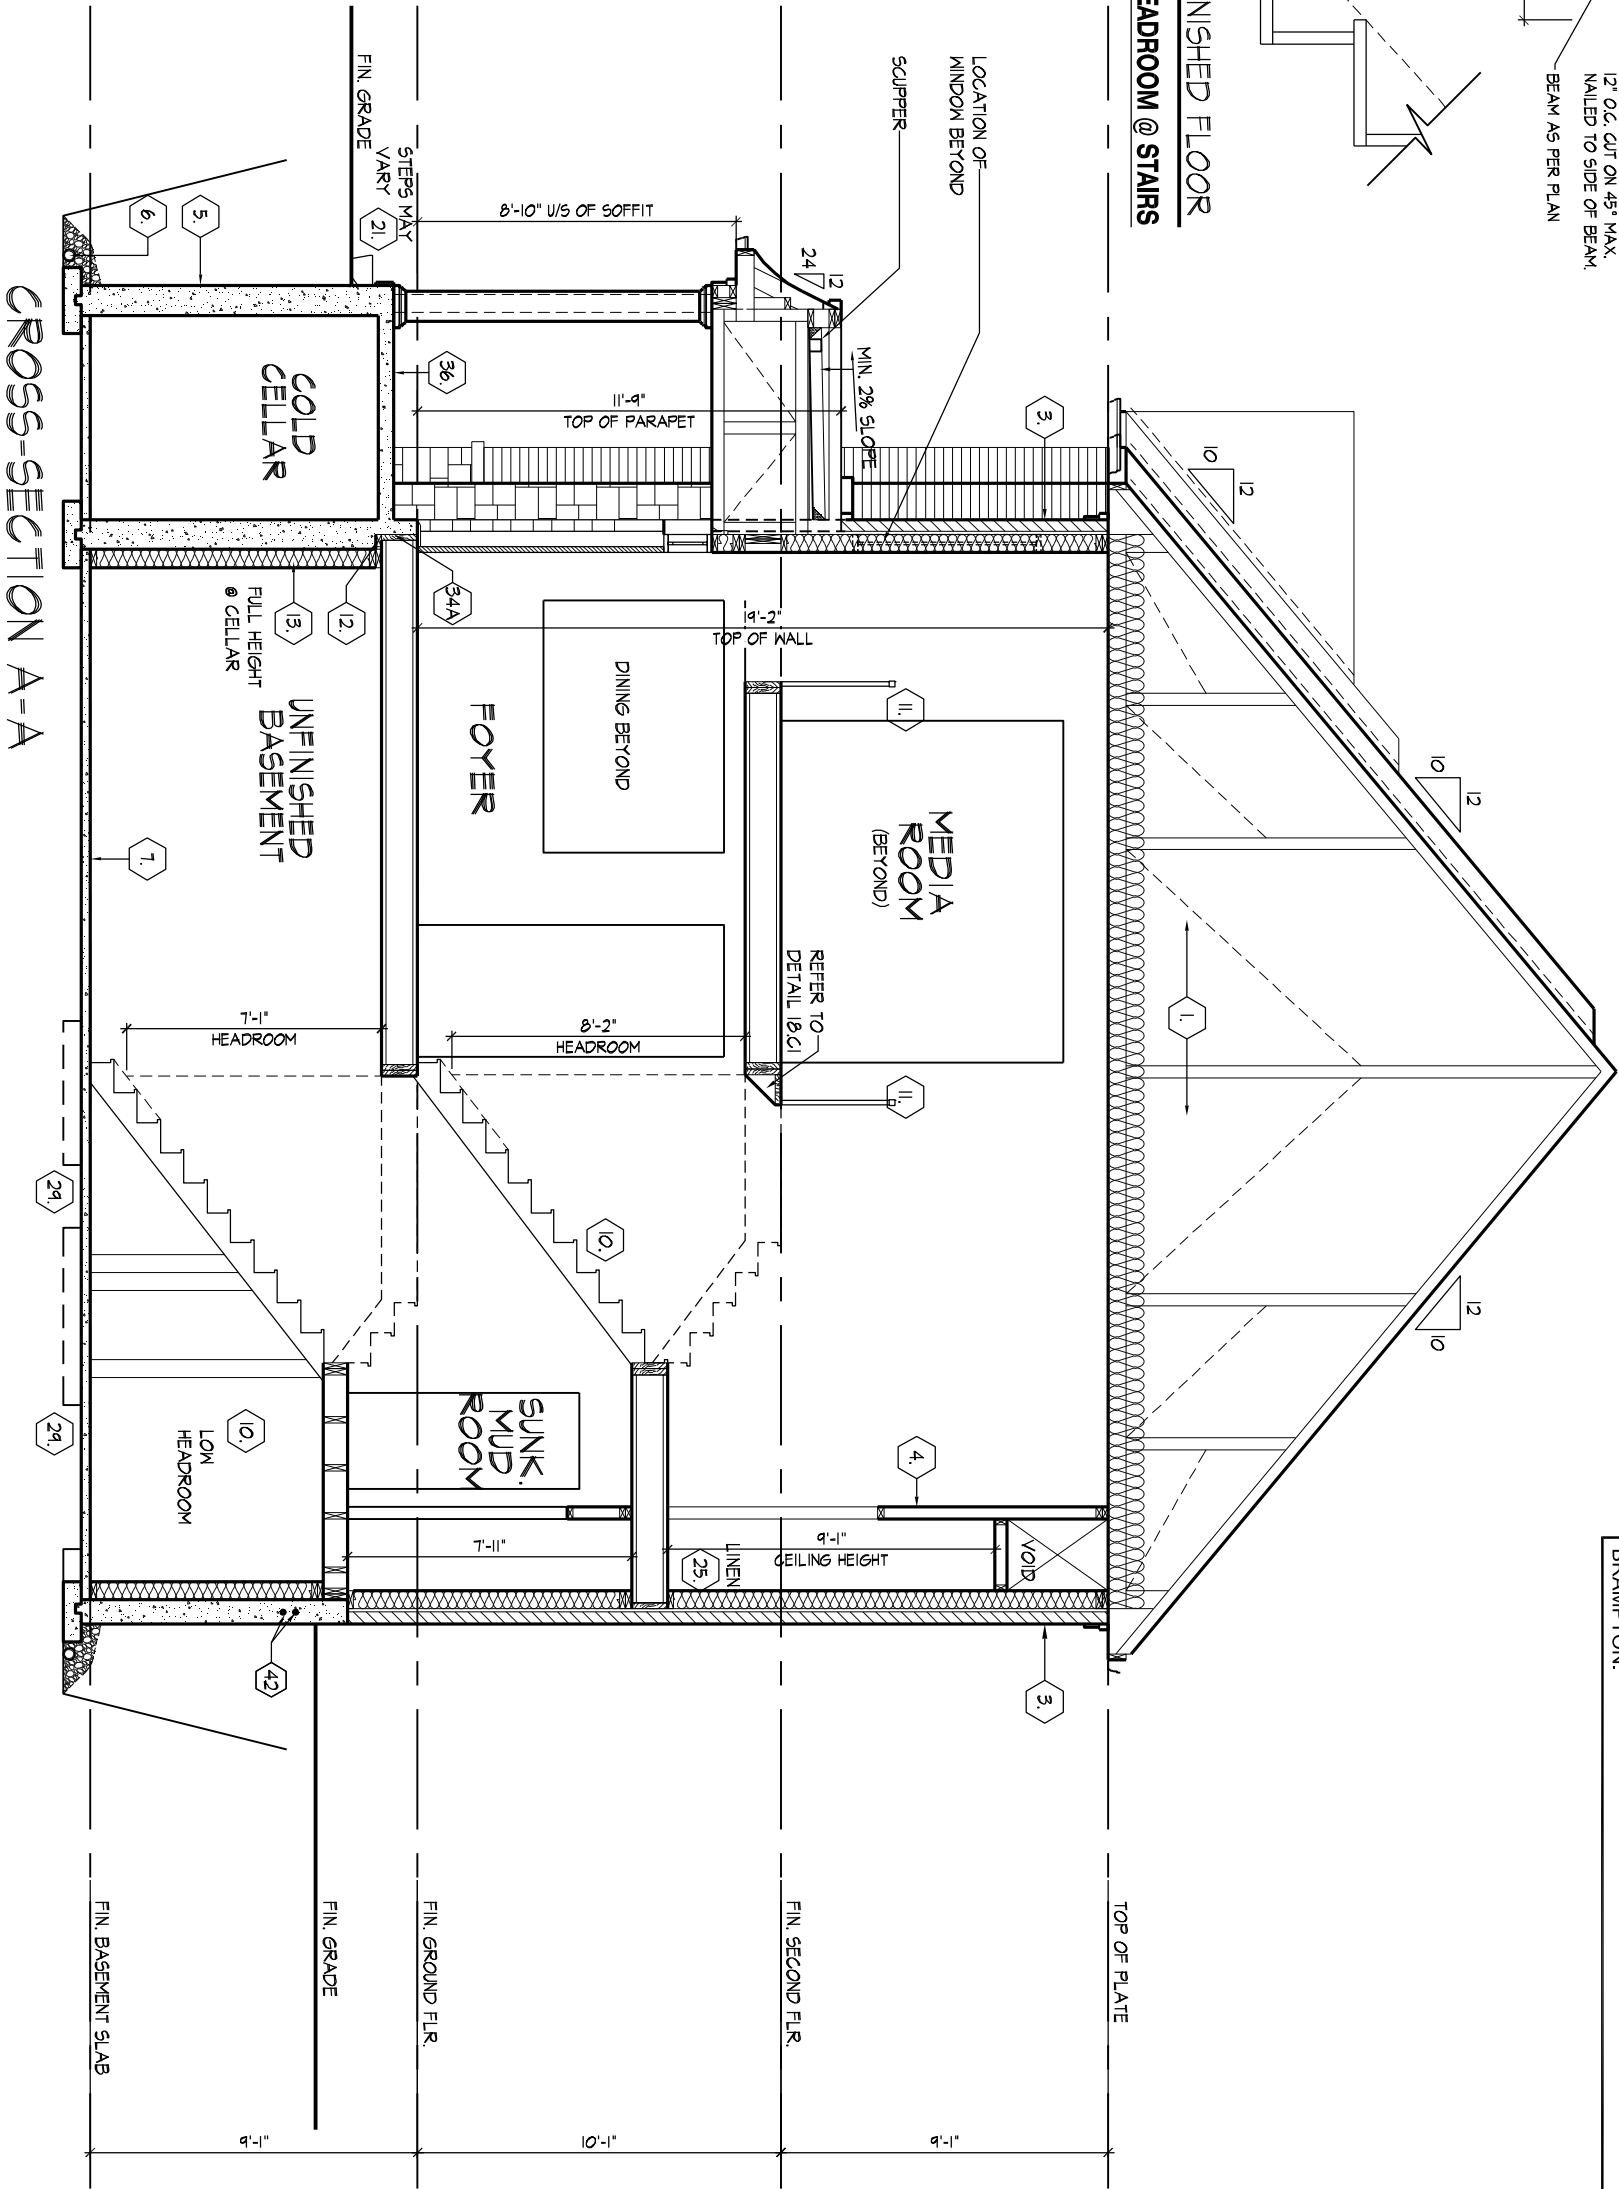 12" O.C. CUT ON 45° MAX.
NAILED TO SIDE OF BEAM.
BEAM AS PER PLAN
NISHED FLOOR
EADROOM @ STAIRS
LOCATION OF
WINDOW BEYOND
SCUPPER
FIN. GRADE
STEPS MAY
VARY
21.
8'-10" U/S OF SOFFIT
24
12
MIN. 2% SLOPE
11'-9"
TOP OF PARAPET
36.
3.
5.
6.
COLD
CELLAR
10
12
10
12
12
10
1.
19'-2"
TOP OF WALL
34A
12.
13.
FULL HEIGHT
@ CELLAR
UNFINISHED
BASEMENT
7.
FOYER
DINING BEYOND
MEDIA
ROOM
(BEYOND)
11.
11.
REFER TO
DETAIL 18.C1
7'-1"
HEADROOM
8'-2"
HEADROOM
10.
29.
29.
10.
LOW
HEADROOM
SUNK.
MUD
ROOM
4.
7'-11"
9'-1"
CEILING HEIGHT
VOID
LINEN
25.
42
3.
TOP OF PLATE
FIN. SECOND FLR.
FIN. GROUND FLR.
FIN. GRADE
FIN. BASEMENT SLAB
9'-1"
10'-1"
9'-1"
CROSS-SECTION A-A
BRAMPTON.